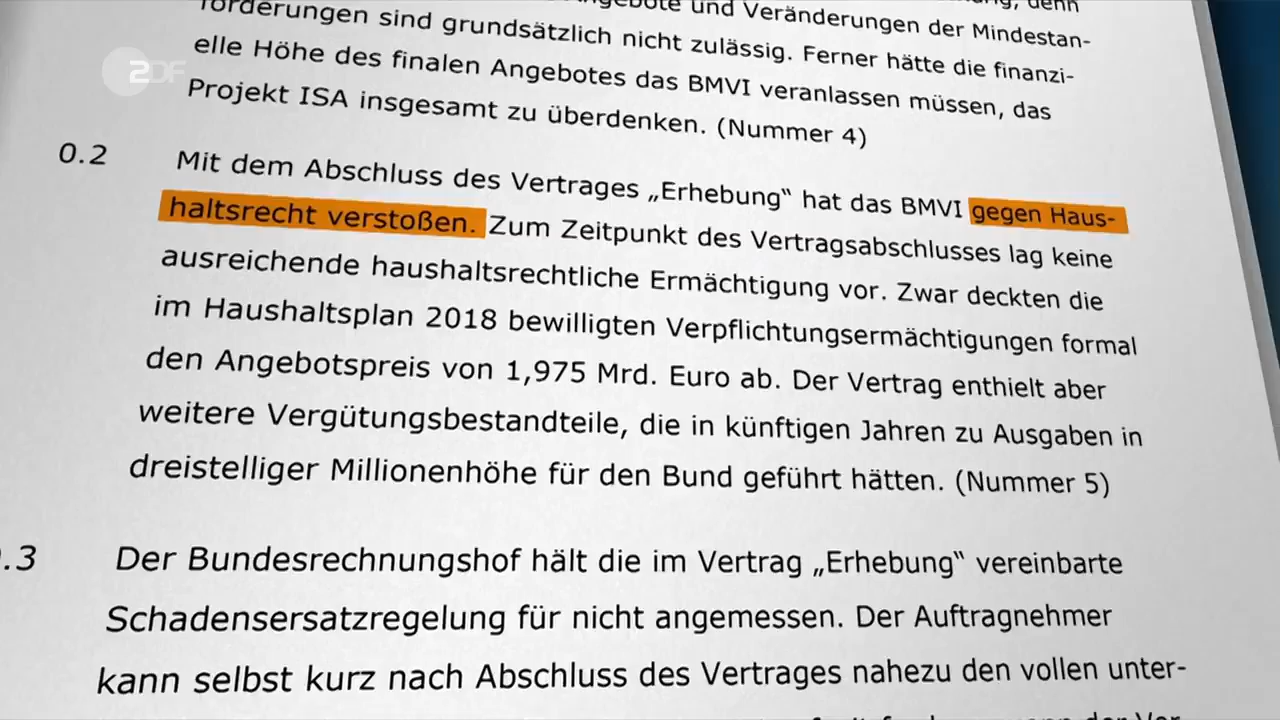 ZDF
Angebote und Veränderungen der Mindestan-
forderungen sind grundsätzlich nicht zulässig. Ferner hätte die finanzi-
elle Höhe des finalen Angebotes das BMVI veranlassen müssen, das
Projekt ISA insgesamt zu überdenken. (Nummer 4)
0.2 Mit dem Abschluss des Vertrages „Erhebung“ hat das BMVI gegen Haus-
haltsrecht verstoßen. Zum Zeitpunkt des Vertragsabschlusses lag keine
ausreichende haushaltsrechtliche Ermächtigung vor. Zwar deckten die
im Haushaltsplan 2018 bewilligten Verpflichtungsermächtigungen formal
den Angebotspreis von 1,975 Mrd. Euro ab. Der Vertrag enthielt aber
weitere Vergütungsbestandteile, die in künftigen Jahren zu Ausgaben in
dreistelliger Millionenhöhe für den Bund geführt hätten. (Nummer 5)
.3 Der Bundesrechnungshof hält die im Vertrag „Erhebung“ vereinbarte
Schadensersatzregelung für nicht angemessen. Der Auftragnehmer
kann selbst kurz nach Abschluss des Vertrages nahezu den vollen unter-